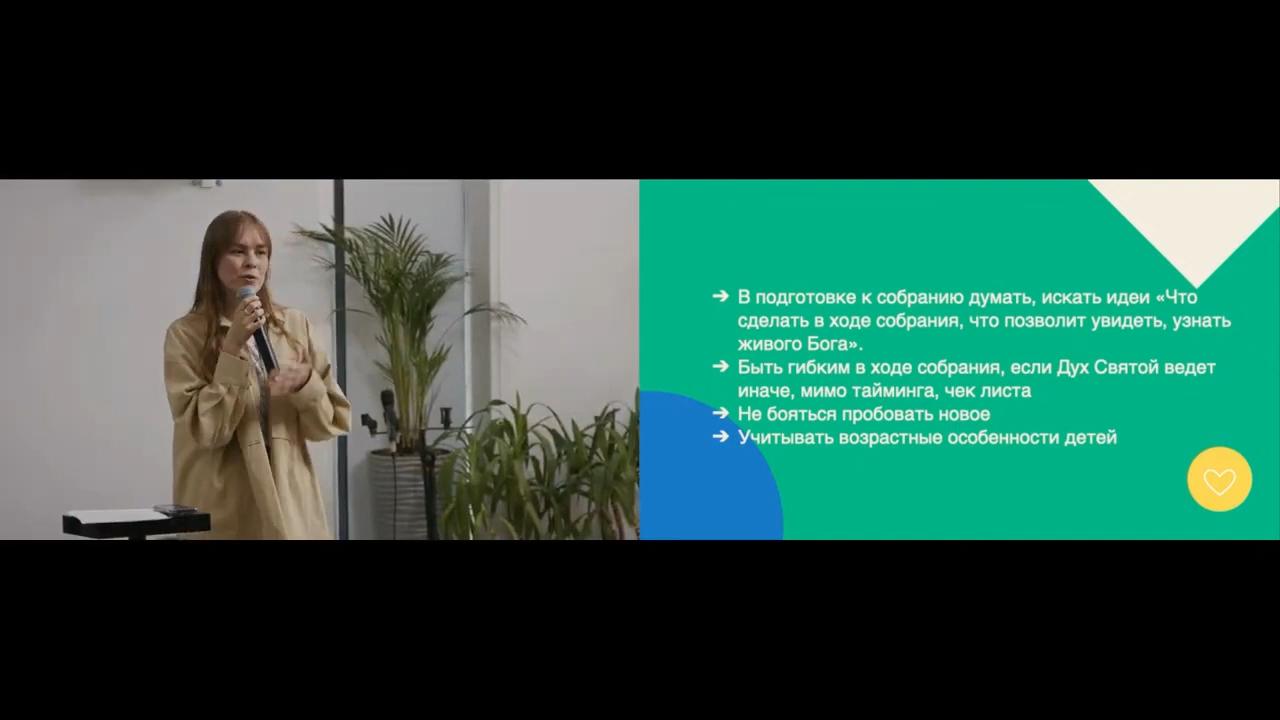 ➔ В подготовке к собранию думать, искать идеи «Что
сделать в ходе собрания, что позволит увидеть, узнать
живого Бога».
➔ Быть гибким в ходе собрания, если Дух Святой ведет
иначе, мимо тайминга, чек листа
➔ Не бояться пробовать новое
➔ Учитывать возрастные особенности детей